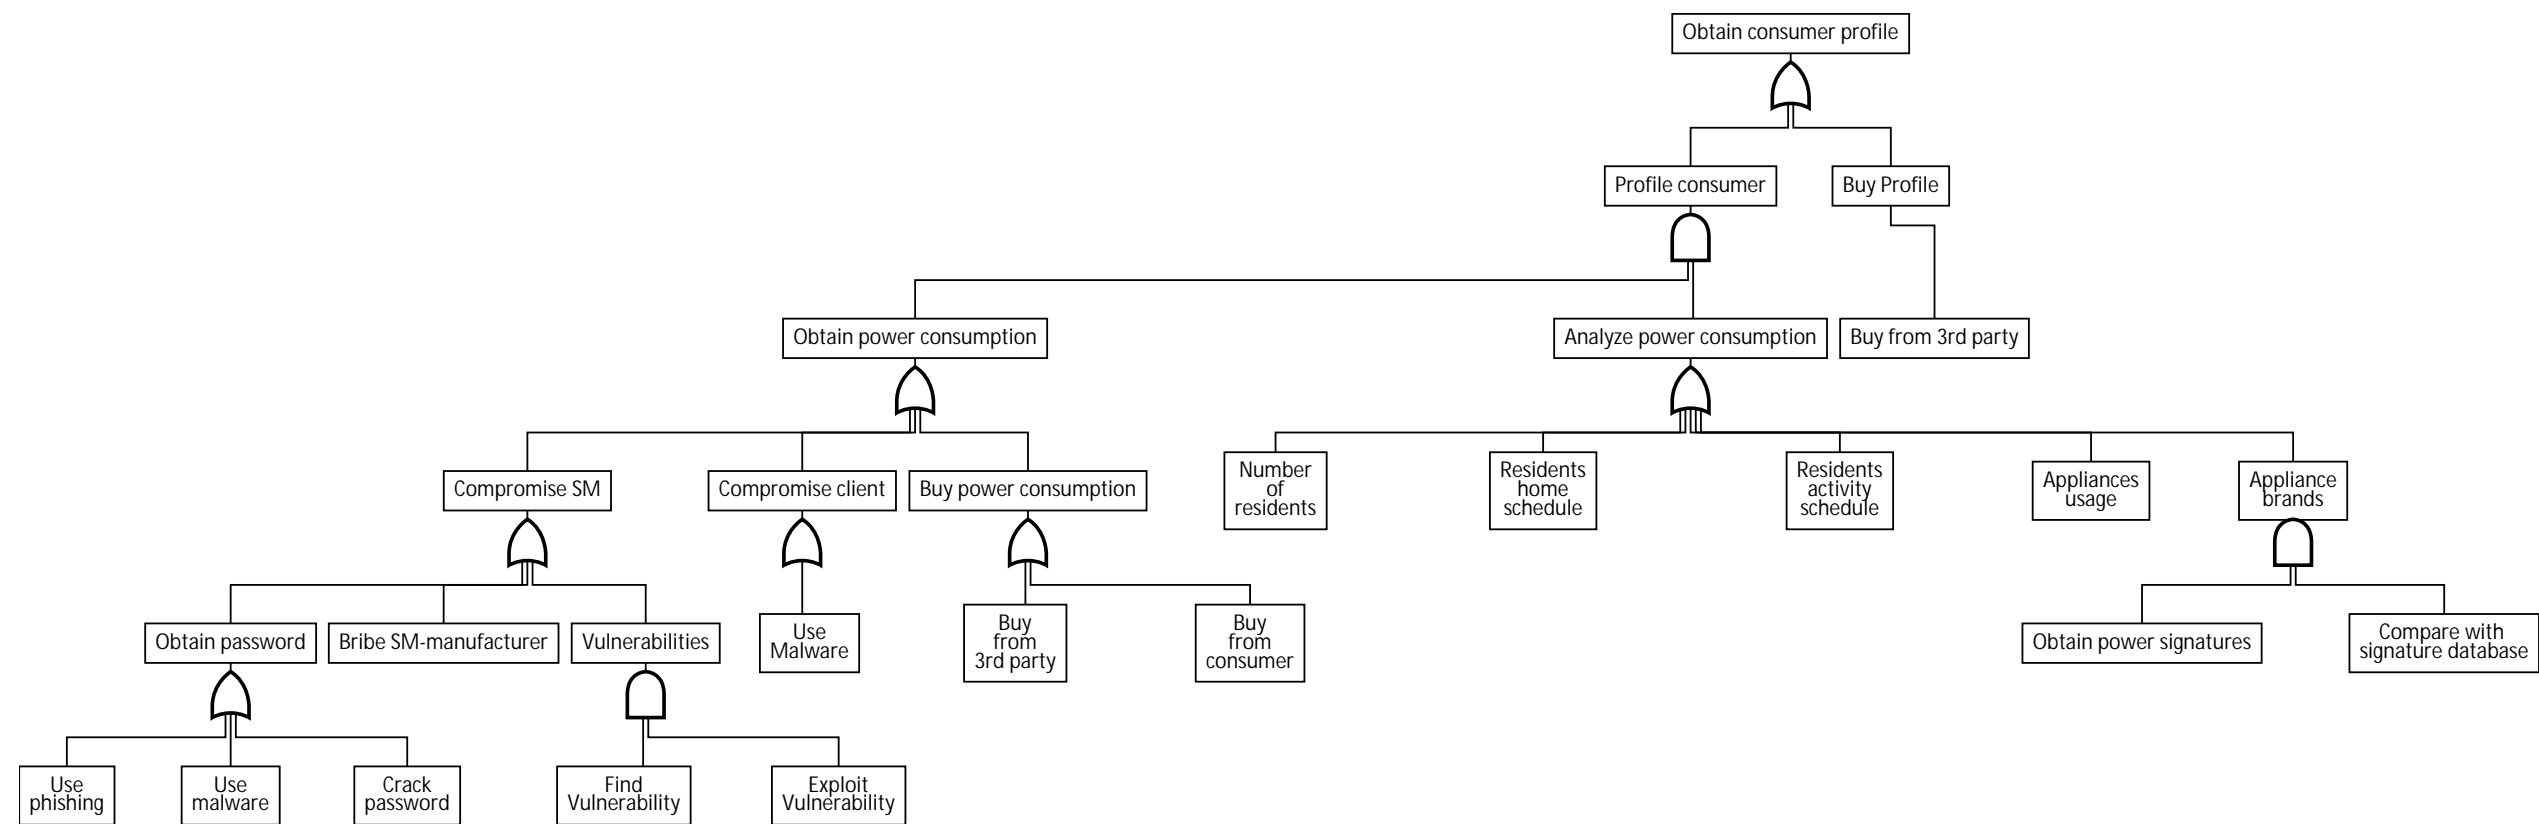 Obtain consumer profile
Profile consumer
Buy Profile
Obtain power consumption
Analyze power consumption
Buy from 3rd party
Compromise SM
Compromise client
Buy power consumption
Number
of
residents
Residents
home
schedule
Residents
activity
schedule
Appliances
usage
Appliance
brands
Obtain password
Bribe SM-manufacturer
Vulnerabilities
Use
Malware
Buy
from
3rd party
Buy
from
consumer
Obtain power signatures
Compare with
signature database
Use
phishing
Use
malware
Crack
password
Find
Vulnerability
Exploit
Vulnerability